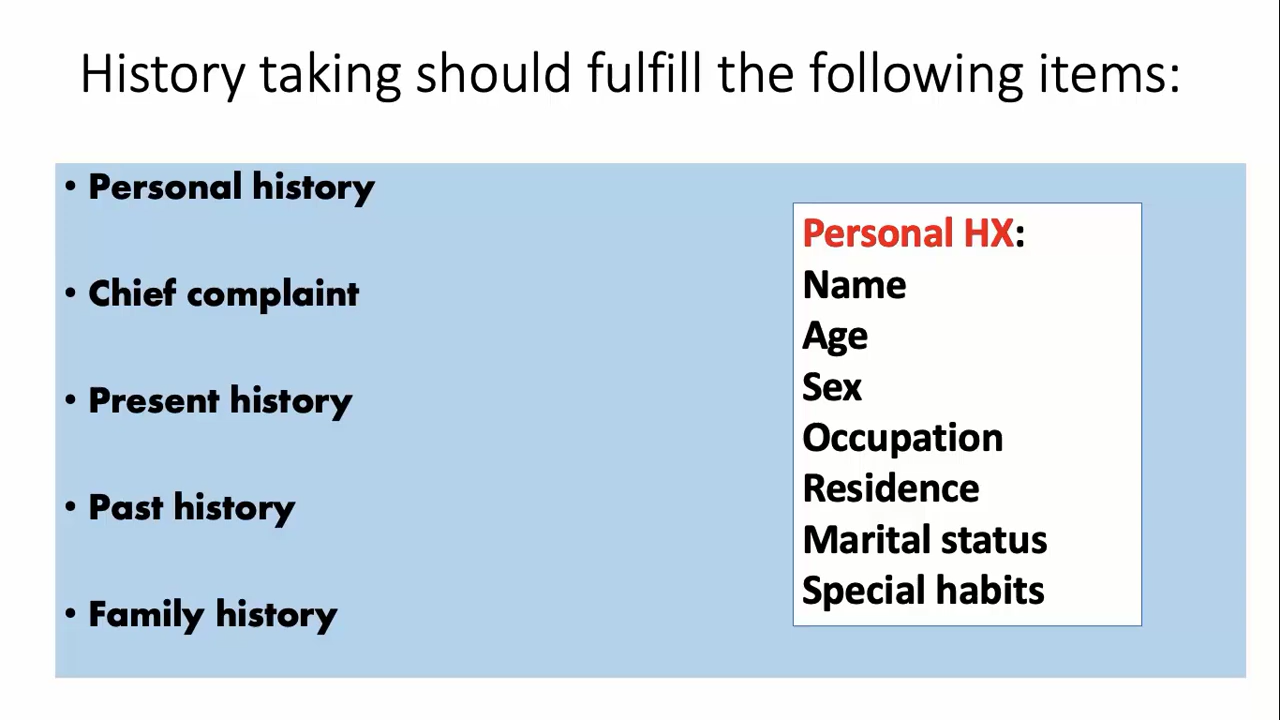 History taking should fulfill the following items:
• Personal history
• Chief complaint
• Present history
• Past history
• Family history
Personal HX:
Name
Age
Sex
Occupation
Residence
Marital status
Special habits